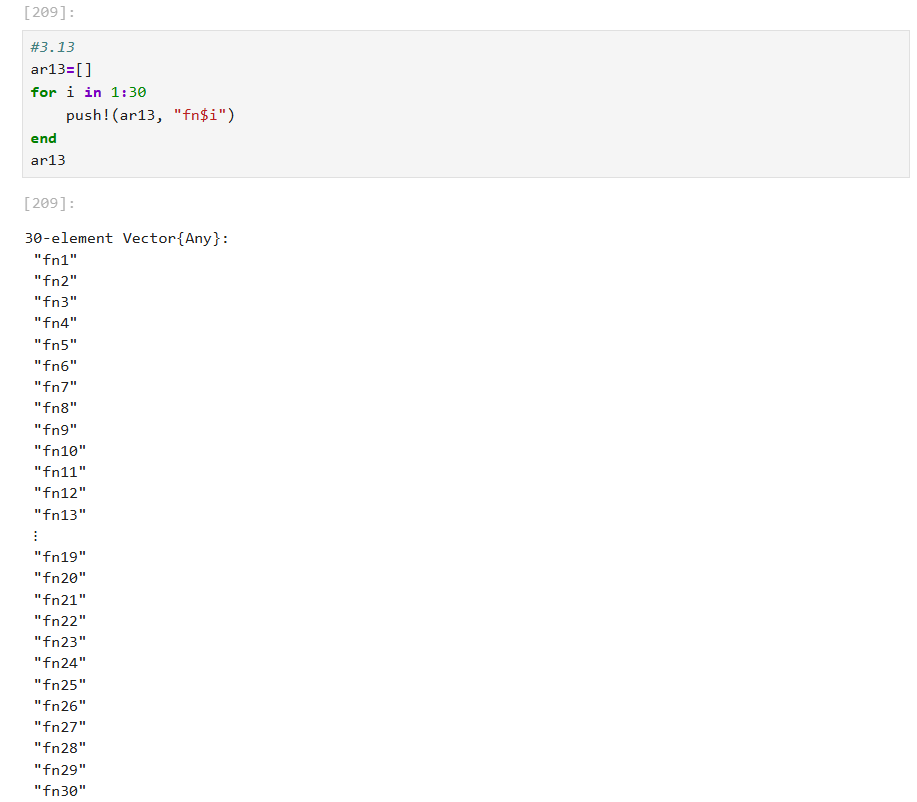 [209]:
#3.13
ar13=[]
for i in 1:30
    push!(ar13, "fn$i")
end
ar13
[209]:
30-element Vector{Any}:
 "fn1"
 "fn2"
 "fn3"
 "fn4"
 "fn5"
 "fn6"
 "fn7"
 "fn8"
 "fn9"
 "fn10"
 "fn11"
 "fn12"
 "fn13"
 ⋮
 "fn19"
 "fn20"
 "fn21"
 "fn22"
 "fn23"
 "fn24"
 "fn25"
 "fn26"
 "fn27"
 "fn28"
 "fn29"
 "fn30"